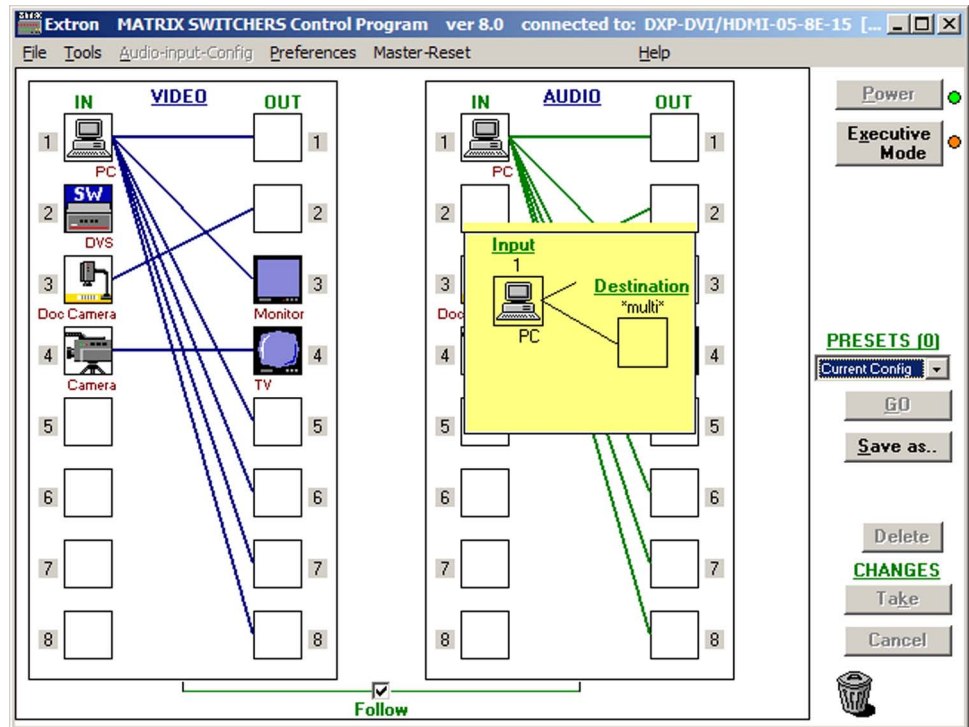 Extron MATRIX SWITCHERS Control Program ver 8.0 connected to: DXP-DVI/HDMI-05-8E-15 [...
File Tools Audio-input-Config Preferences Master-Reset Help
IN VIDEO OUT
1 1
PC
SW
2 2
DVS
3 3
Doc Camera Monitor
4 4
Camera TV
5 5
6 6
7 7
8 8
IN AUDIO OUT
1 1
PC
2 2
3 3
Doc
4 4
5 5
6 6
7 7
8 8
Input
1
PC
Destination
*multi*
Follow
Power
Executive
Mode
PRESETS (0)
Current Config
GO
Save as..
Delete
CHANGES
Take
Cancel